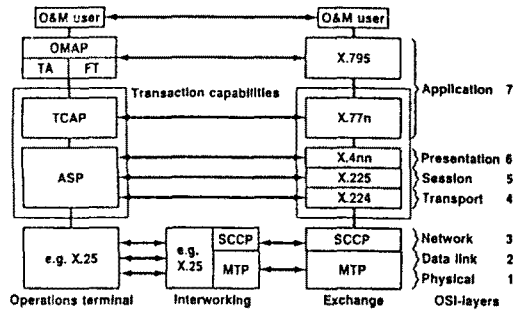 O&M user O&M user
OMAP
TA FT
X.795
Application 7
Transaction capabilities
TCAP X.77n
ASP
X.4nn Presentation 6
X.225 Session 5
X.224 Transport 4
e.g. X.25
e.g. X.25
SCCP SCCP Network 3
MTP MTP Data link 2
Physical 1
Operations terminal Interworking Exchange OSI-layers